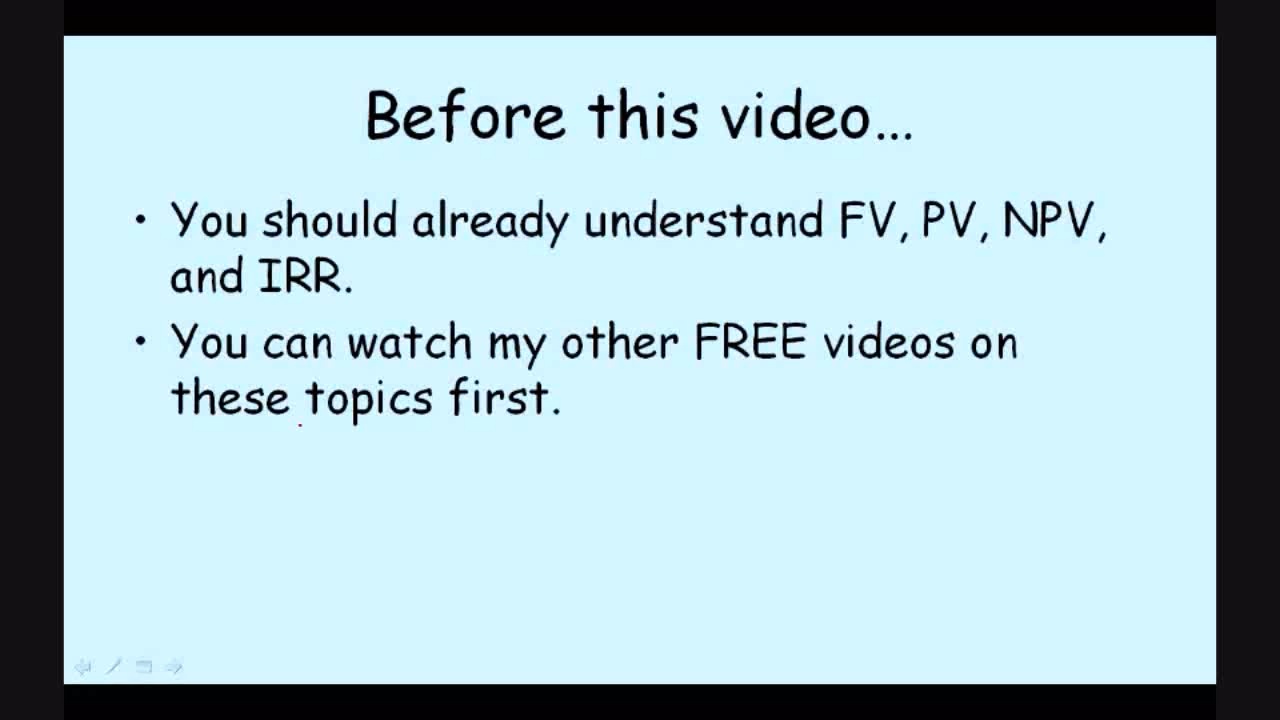 Before this video...
• You should already understand FV, PV, NPV,
and IRR.
• You can watch my other FREE videos on
these topics first.